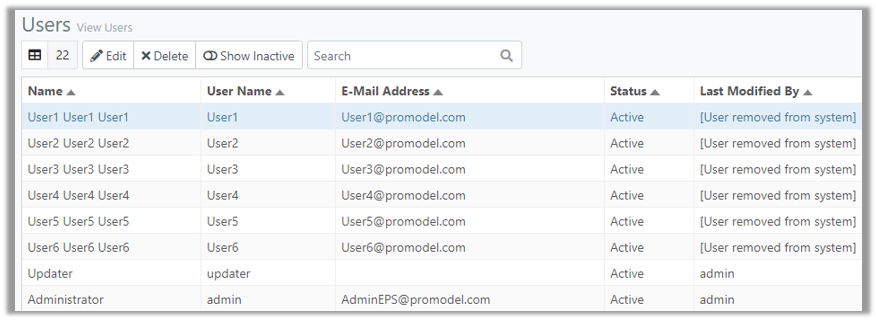 Users View Users
22 Edit Delete Show Inactive Search
Name User Name E-Mail Address Status Last Modified By
User1 User1 User1 User1 User1@promodel.com Active [User removed from system]
User2 User2 User2 User2 User2@promodel.com Active [User removed from system]
User3 User3 User3 User3 User3@promodel.com Active [User removed from system]
User4 User4 User4 User4 User4@promodel.com Active [User removed from system]
User5 User5 User5 User5 User5@promodel.com Active [User removed from system]
User6 User6 User6 User6 User6@promodel.com Active [User removed from system]
Updater updater Active admin
Administrator admin AdminEPS@promodel.com Active admin